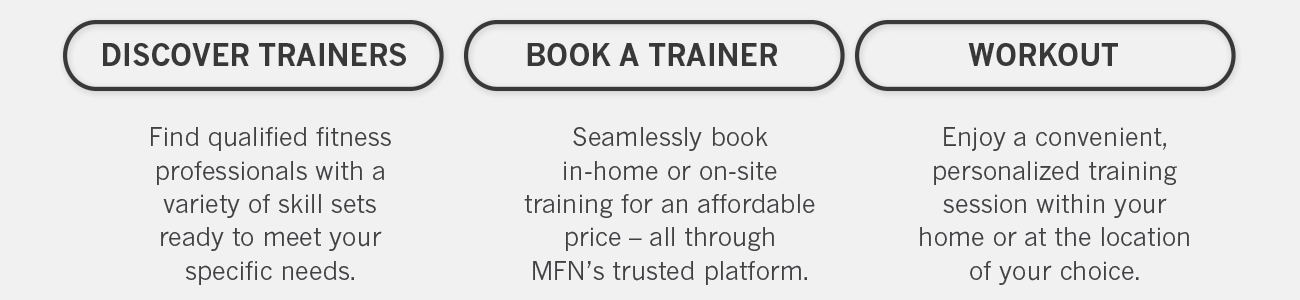 DISCOVER TRAINERS
Find qualified fitness
professionals with a
variety of skill sets
ready to meet your
specific needs.
BOOK A TRAINER
Seamlessly book
in-home or on-site
training for an affordable
price – all through
MFN’s trusted platform.
WORKOUT
Enjoy a convenient,
personalized training
session within your
home or at the location
of your choice.